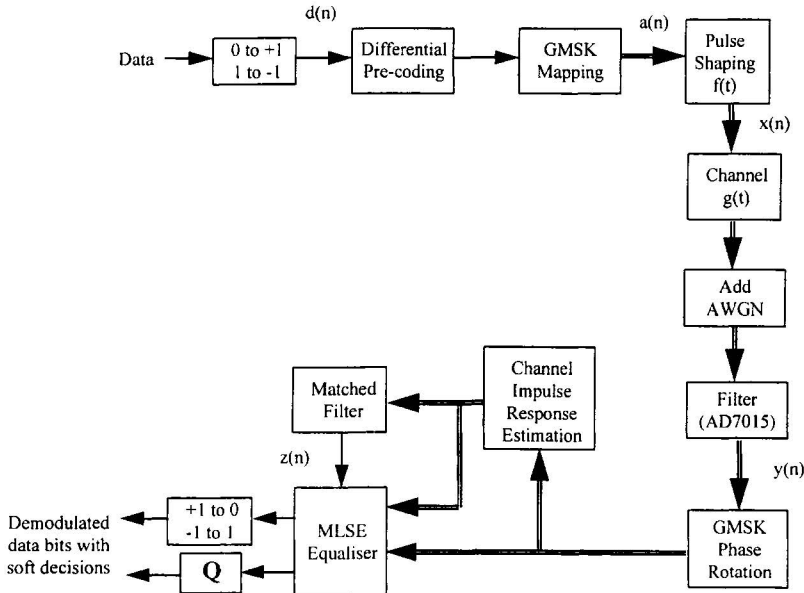 d(n)
Data
0 to +1
1 to -1
Differential
Pre-coding
GMSK
Mapping
a(n)
Pulse
Shaping
f(t)
x(n)
Channel
g(t)
Add
AWGN
Filter
(AD7015)
y(n)
GMSK
Phase
Rotation
Channel
Impulse
Response
Estimation
Matched
Filter
z(n)
MLSE
Equaliser
+1 to 0
-1 to 1
Q
Demodulated
data bits with
soft decisions